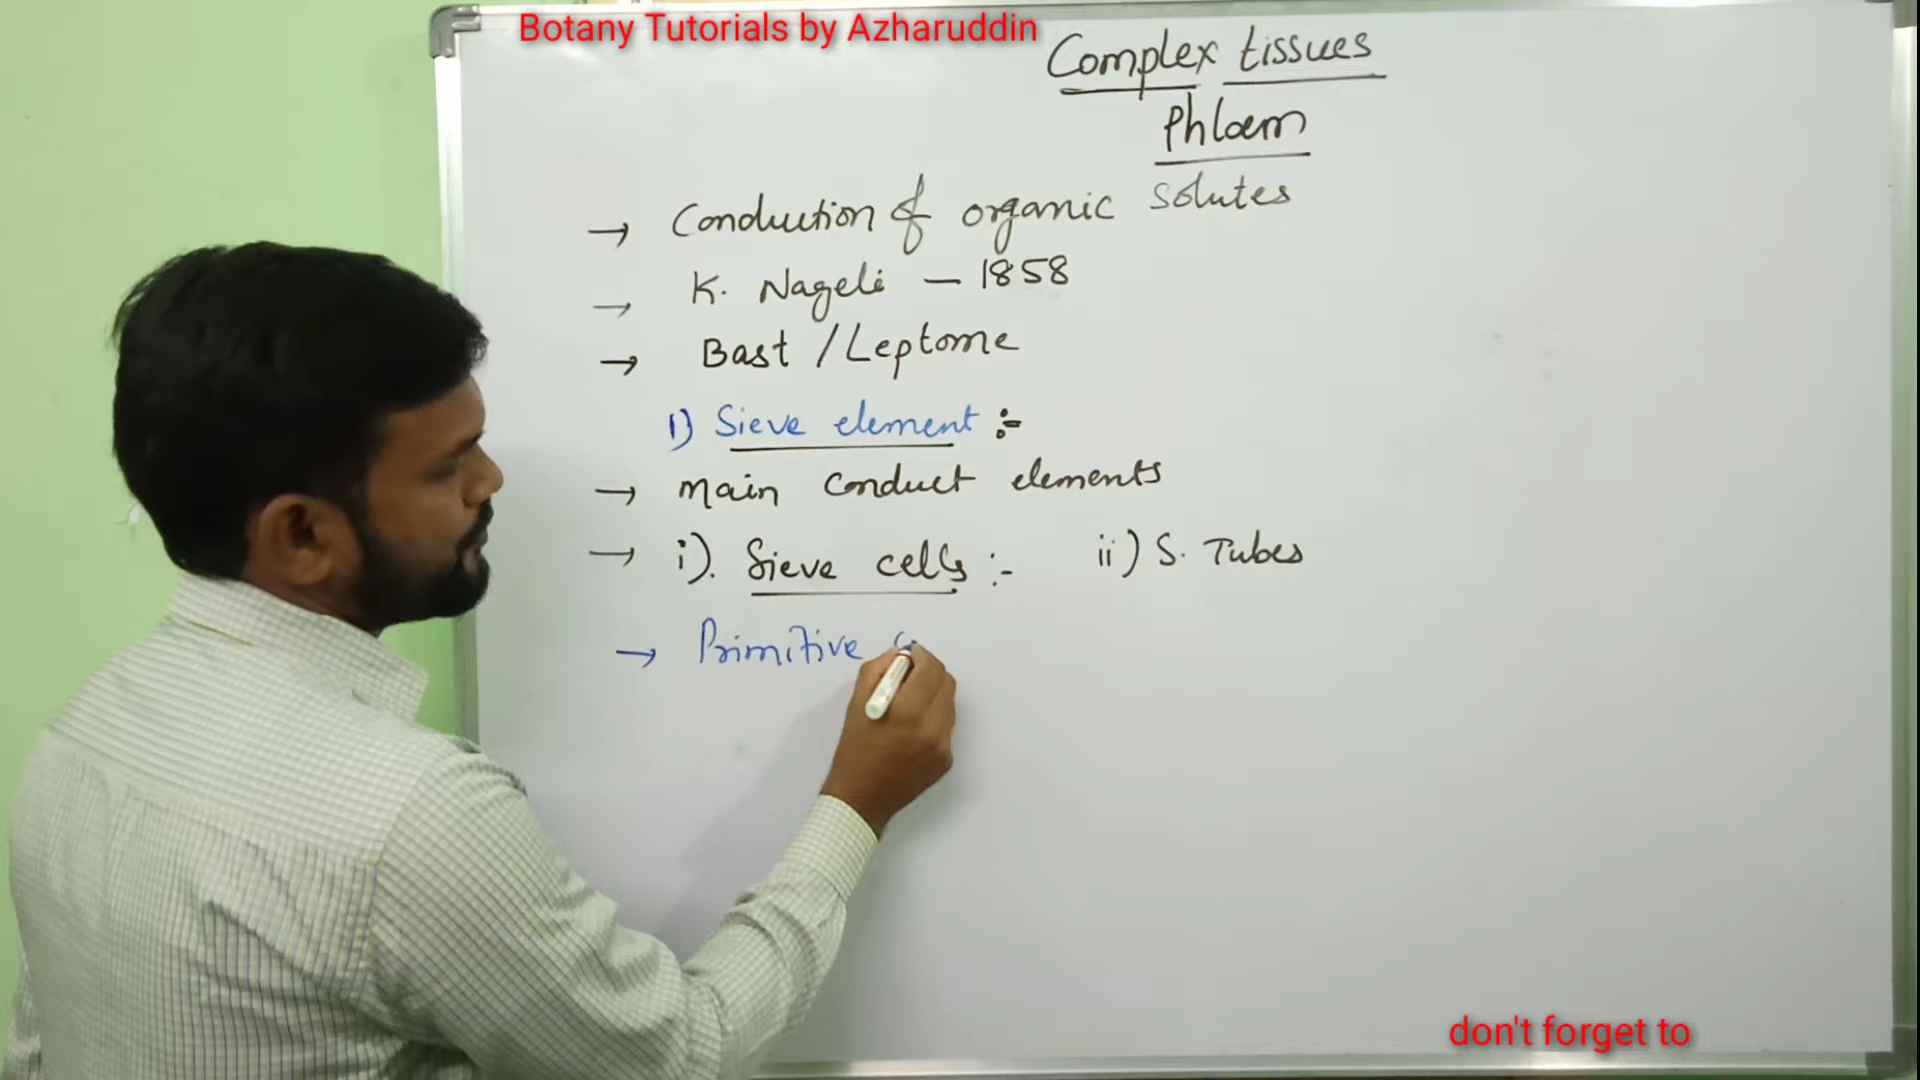 Botany Tutorials by Azharuddin
Complex tissues
Phloem
→ Conduction of organic solutes
→ K. Nageli — 1858
→ Bast / Leptome
1) Sieve element :-
→ Main conduct elements
→ i). Sieve cells :- ii) S. Tubes
→ Primitive
don't forget to